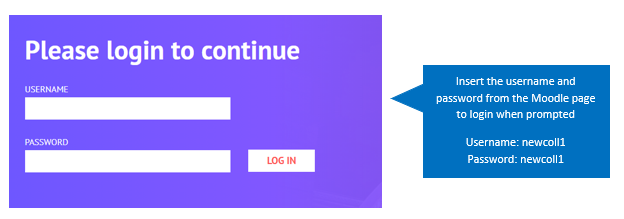 Please login to continue
USERNAME
PASSWORD
LOG IN
Insert the username and
password from the Moodle page
to login when prompted
Username: newcoll1
Password: newcoll1